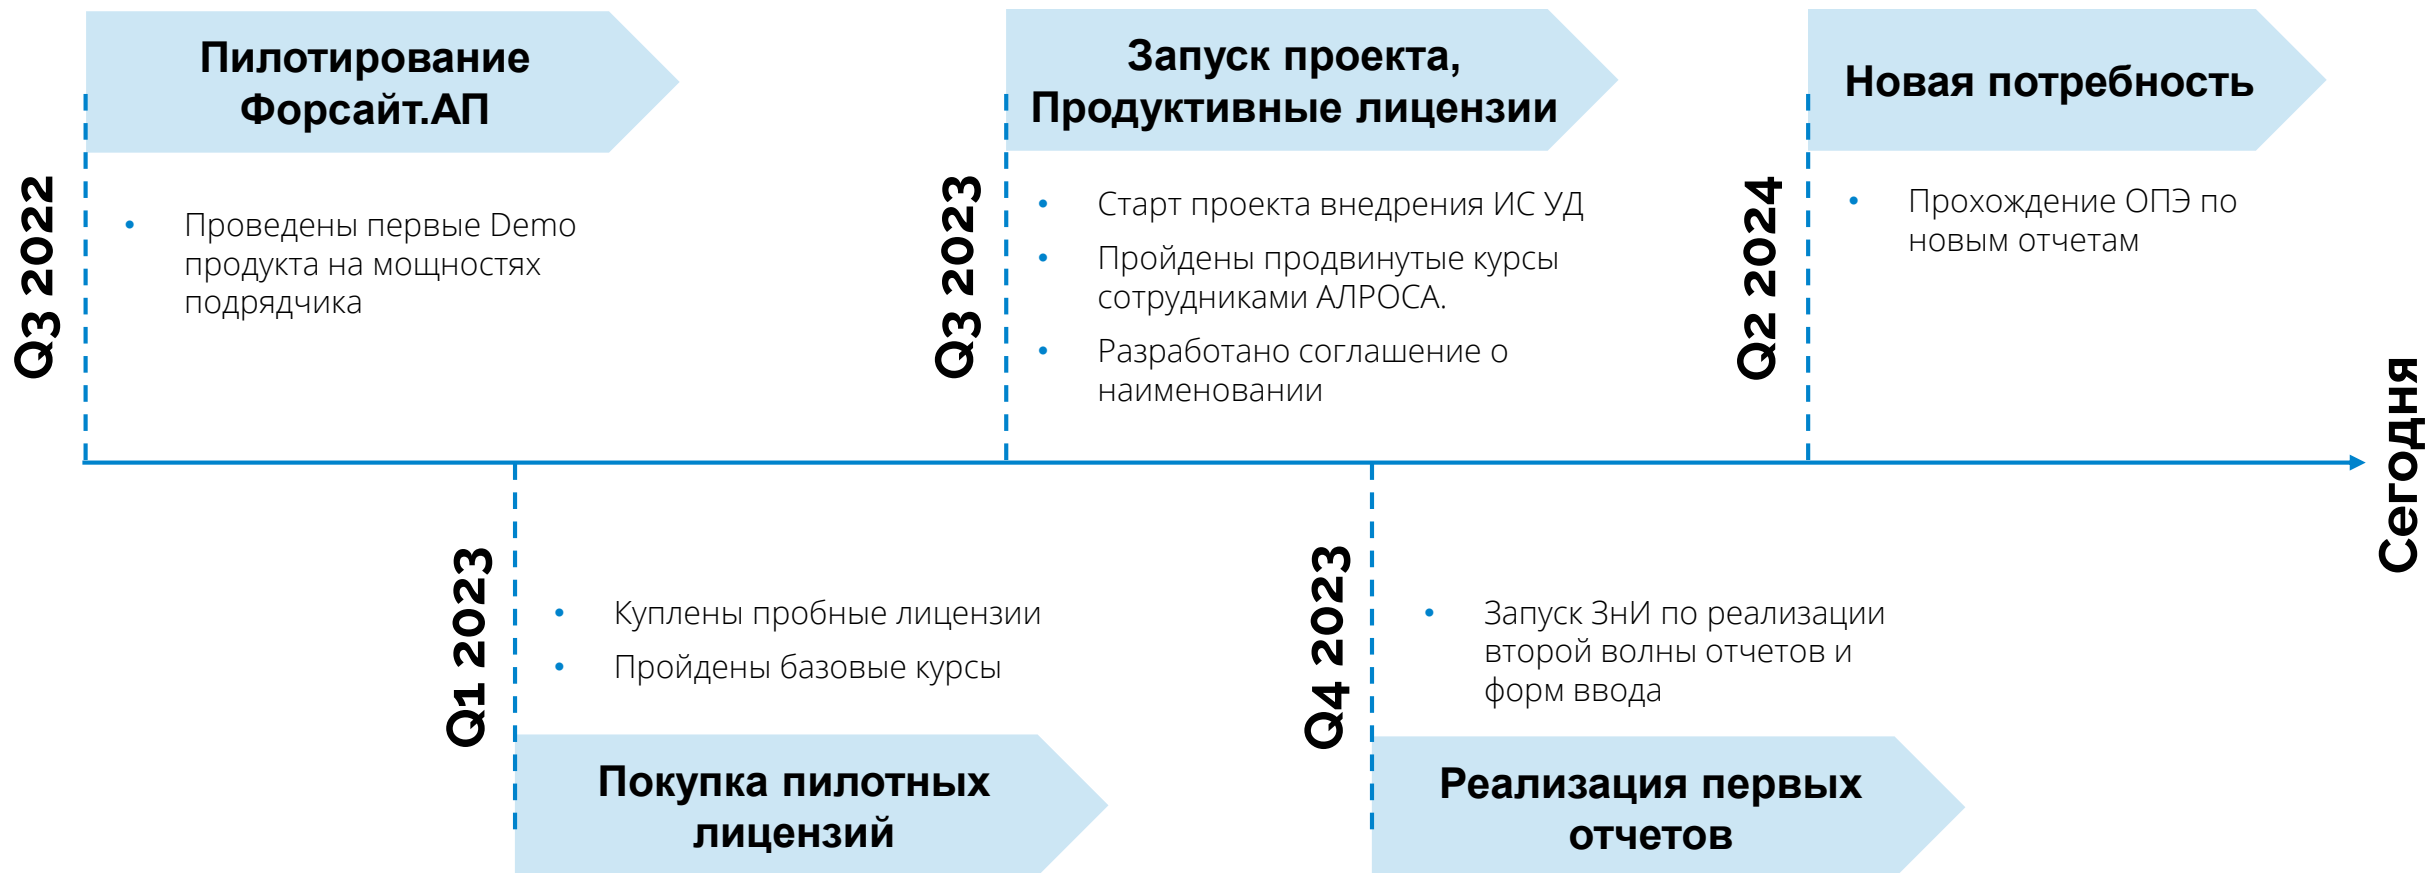 Пилотирование
Форсайт.АП
Q3 2022
• Проведены первые Demo
продукта на мощностях
подрядчика
Запуск проекта,
Продуктивные лицензии
Q3 2023
• Старт проекта внедрения ИС УД
• Пройдены продвинутые курсы
сотрудниками АЛРОСА.
• Разработано соглашение о
наименовании
Новая потребность
Q2 2024
• Прохождение ОПЭ по
новым отчетам
Сегодня
Q1 2023
• Куплены пробные лицензии
• Пройдены базовые курсы
Покупка пилотных
лицензий
Q4 2023
• Запуск ЗнИ по реализации
второй волны отчетов и
форм ввода
Реализация первых
отчетов